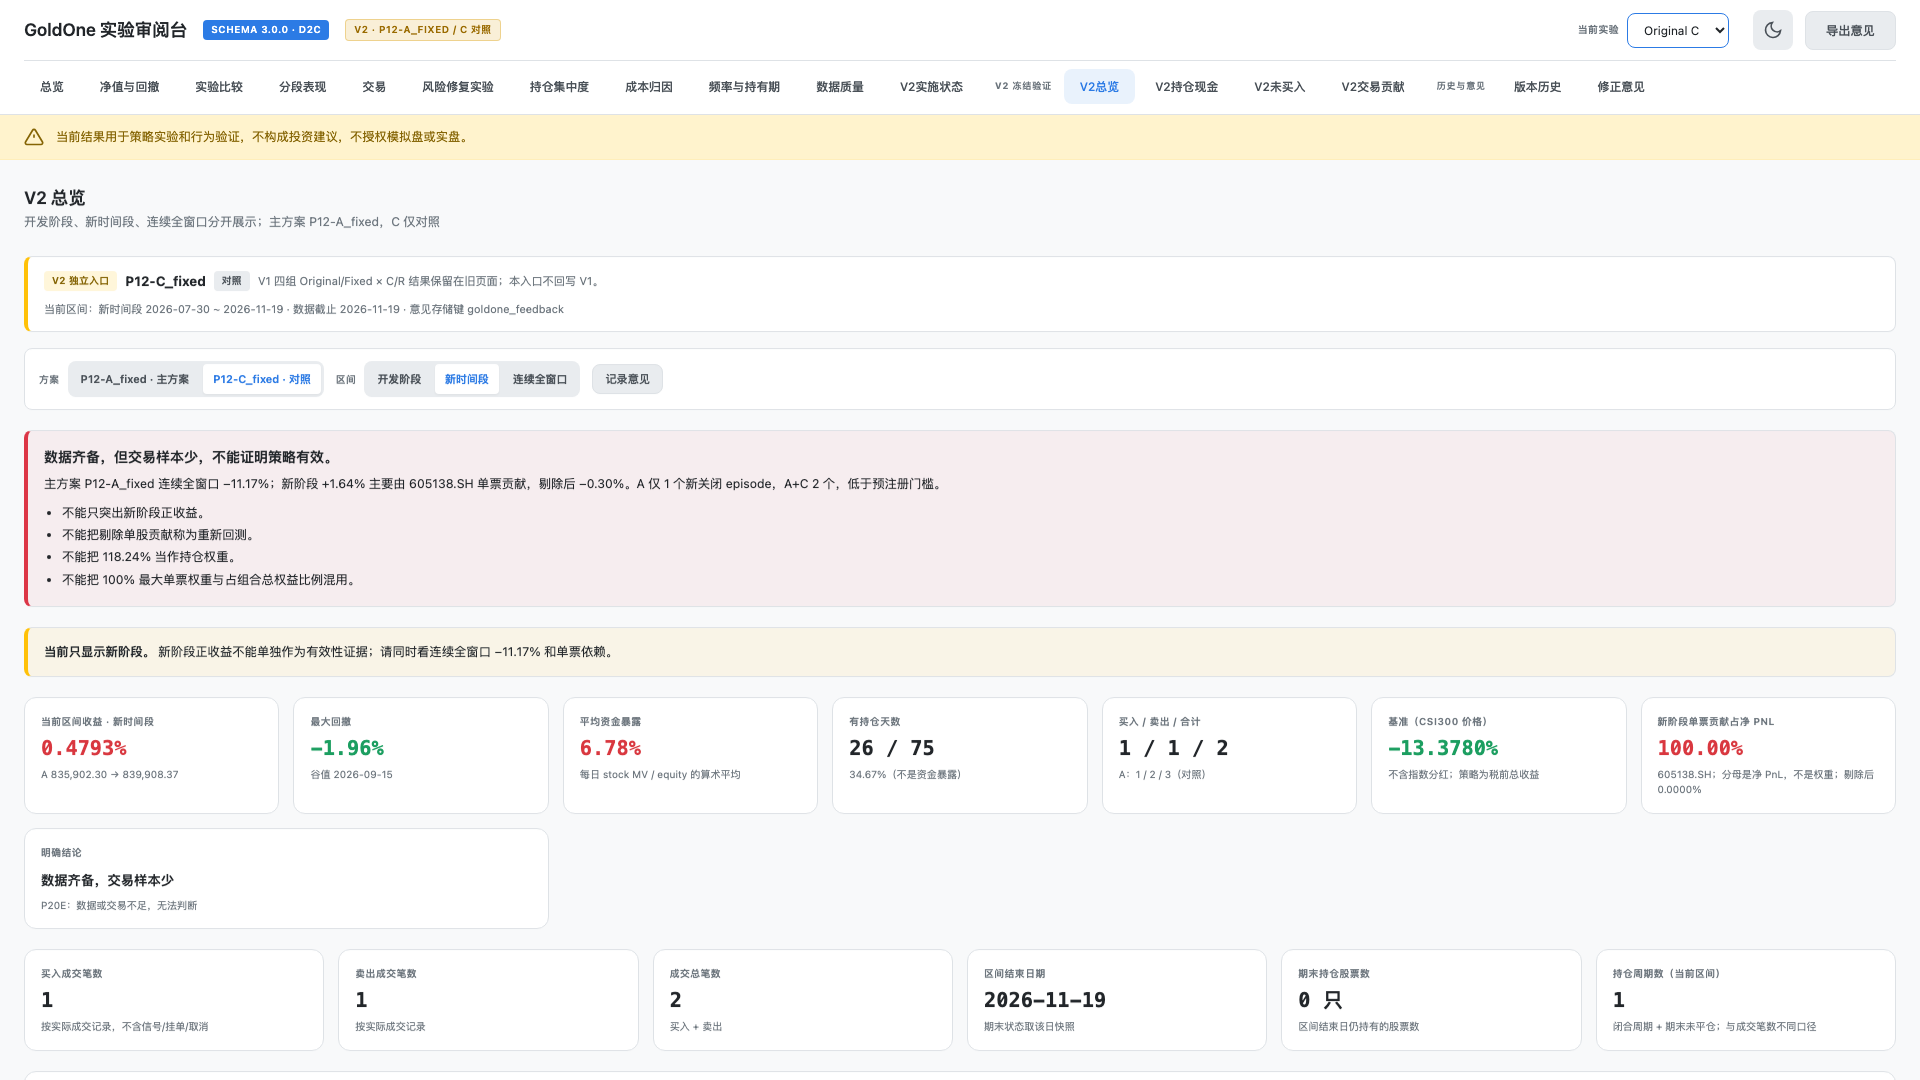 GoldOne 实验审阅台
SCHEMA 3.0.0 · D2C
V2 · P12-A_FIXED / C 对照
当前实验
Original C
导出意见
总览
净值与回撤
实验比较
分段表现
交易
风险修复实验
持仓集中度
成本归因
频率与持有期
数据质量
V2实施状态
V2 冻结验证
V2总览
V2持仓现金
V2未买入
V2交易贡献
历史与意见
版本历史
修正意见
当前结果用于策略实验和行为验证，不构成投资建议，不授权模拟盘或实盘。
V2 总览
开发阶段、新时间段、连续全窗口分开展示；主方案 P12-A_fixed，C 仅对照
V2 独立入口
P12-C_fixed
对照
V1 四组 Original/Fixed × C/R 结果保留在旧页面；本入口不回写 V1。
当前区间：新时间段 2026-07-30 ~ 2026-11-19 · 数据截止 2026-11-19 · 意见存储键 goldone_feedback
方案
P12-A_fixed · 主方案
P12-C_fixed · 对照
区间
开发阶段
新时间段
连续全窗口
记录意见
数据齐备，但交易样本少，不能证明策略有效。
主方案 P12-A_fixed 连续全窗口 −11.17%；新阶段 +1.64% 主要由 605138.SH 单票贡献，剔除后 −0.30%。A 仅 1 个新关闭 episode，A+C 2 个，低于预注册门槛。
• 不能只突出新阶段正收益。
• 不能把剔除单股贡献称为重新回测。
• 不能把 118.24% 当作持仓权重。
• 不能把 100% 最大单票权重与占组合总权益比例混用。
当前只显示新阶段。 新阶段正收益不能单独作为有效性证据；请同时看连续全窗口 −11.17% 和单票依赖。
当前区间收益 · 新时间段
0.4793%
A 835,902.30 → 839,908.37
最大回撤
−1.96%
谷值 2026-09-15
平均资金暴露
6.78%
每日 stock MV / equity 的算术平均
有持仓天数
26 / 75
34.67%（不是资金暴露）
买入 / 卖出 / 合计
1 / 1 / 2
A：1 / 2 / 3（对照）
基准（CSI300 价格）
−13.3780%
不含指数分红；策略为税前总收益
新阶段单票贡献占净 PNL
100.00%
605138.SH；分母是净 PnL，不是权重；剔除后
0.0000%
明确结论
数据齐备，交易样本少
P20E：数据或交易不足，无法判断
买入成交笔数
1
按实际成交记录，不含信号/挂单/取消
卖出成交笔数
1
按实际成交记录
成交总笔数
2
买入 + 卖出
区间结束日期
2026−11−19
期末状态取该日快照
期末持仓股票数
0 只
区间结束日仍持有的股票数
持仓周期数（当前区间）
1
闭合周期 + 期末未平仓；与成交笔数不同口径